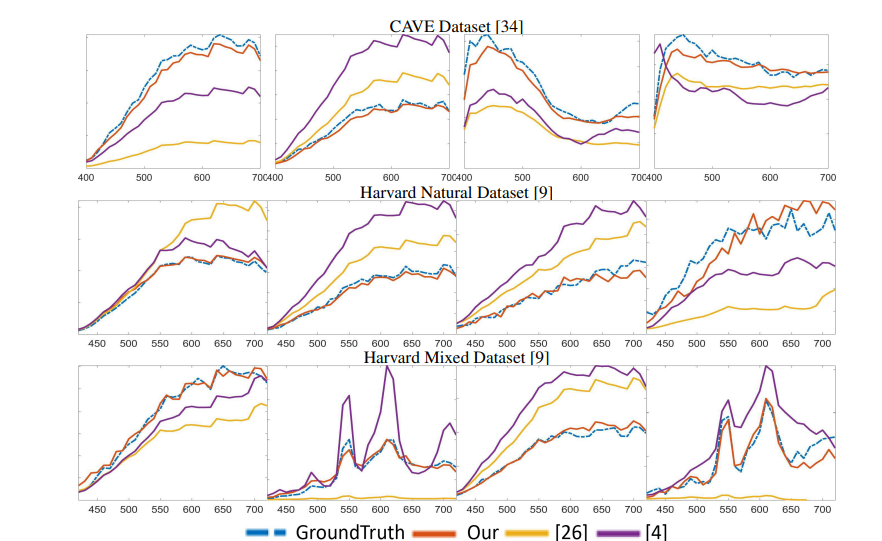 CAVE Dataset [34]
400 500 600 700 400 500 600 700 400 500 600 700 400 500 600 700
Harvard Natural Dataset [9]
450 500 550 600 650 700 450 500 550 600 650 700 450 500 550 600 650 700 450 500 550 600 650 700
Harvard Mixed Dataset [9]
450 500 550 600 650 700 450 500 550 600 650 700 450 500 550 600 650 700 450 500 550 600 650 700
GroundTruth Our [26] [4]